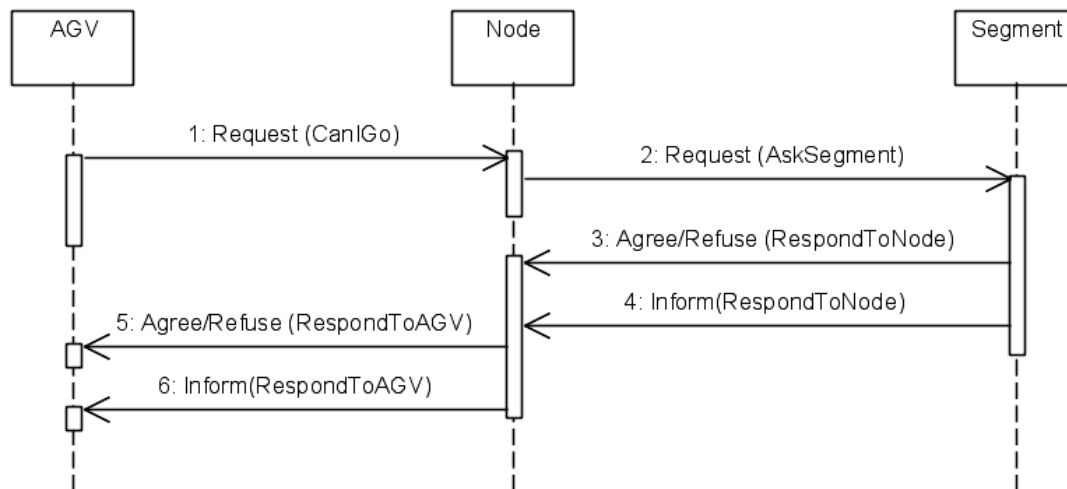 AGV
Node
Segment
1: Request (CanIGo)
2: Request (AskSegment)
3: Agree/Refuse (RespondToNode)
4: Inform(RespondToNode)
5: Agree/Refuse (RespondToAGV)
6: Inform(RespondToAGV)